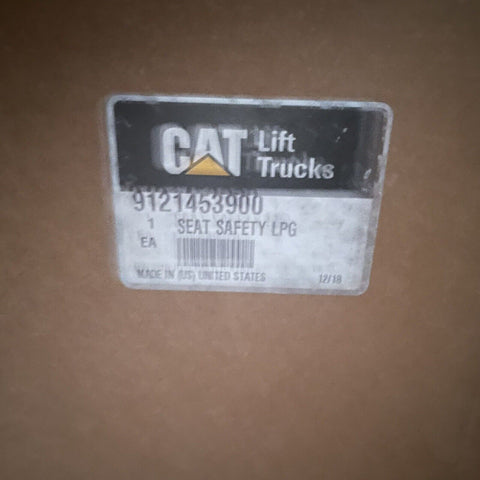 CAT Lift Trucks
9121453900
1 SEAT SAFETY LPG
EA
MADE IN (US) UNITED STATES 12/18